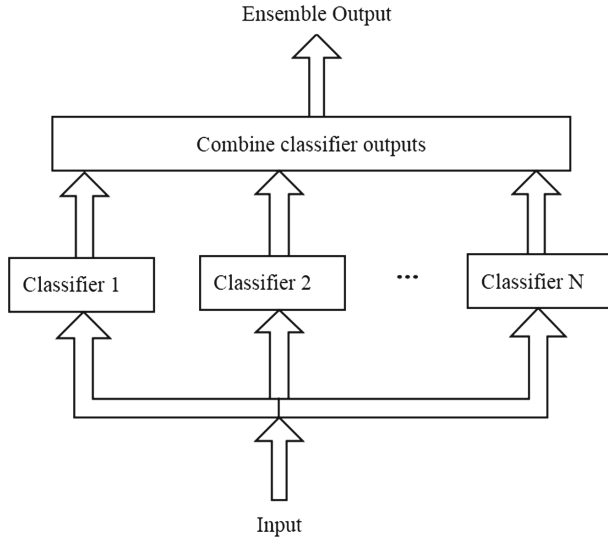 Ensemble Output
Combine classifier outputs
Classifier 1
Classifier 2
...
Classifier N
Input